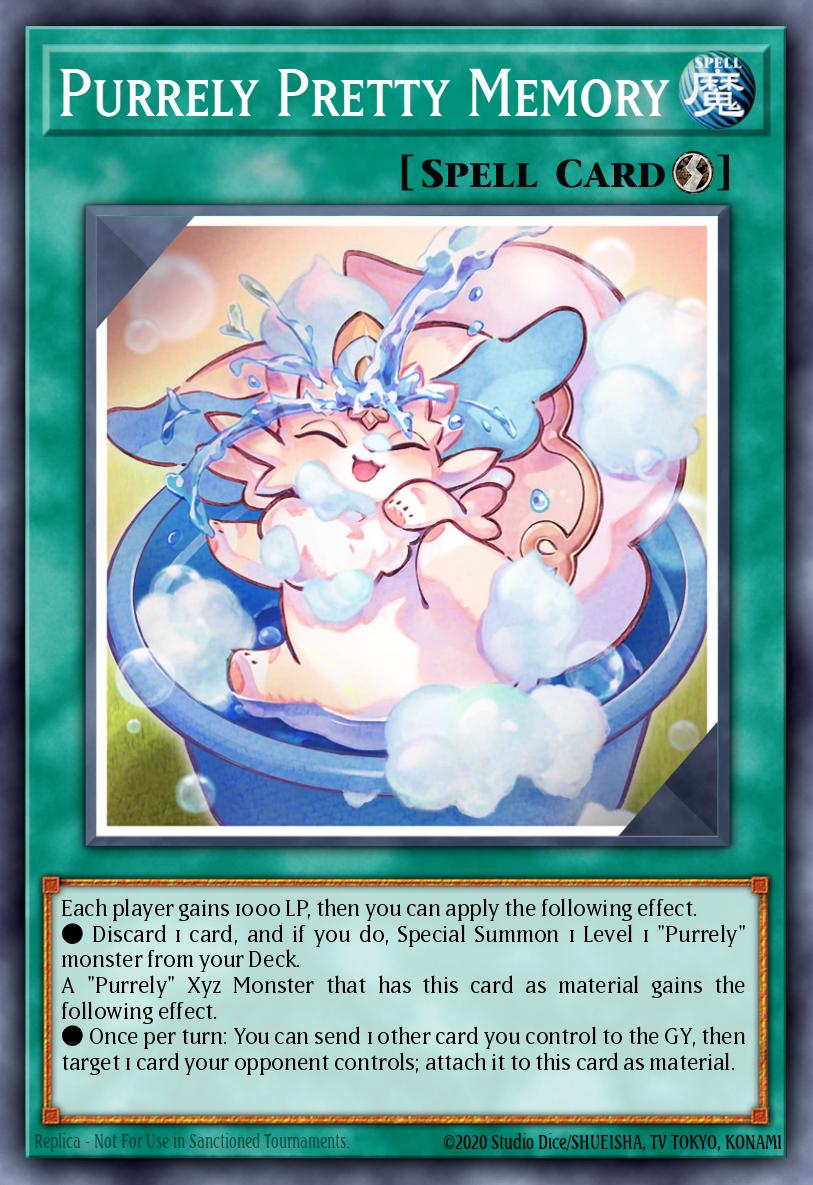 Purrely Pretty Memory
SPELL
魔
[Spell Card]
Each player gains 1000 LP, then you can apply the following effect.
● Discard 1 card, and if you do, Special Summon 1 Level 1 "Purrely"
monster from your Deck.
A "Purrely" Xyz Monster that has this card as material gains the
following effect.
● Once per turn: You can send 1 other card you control to the GY, then
target 1 card your opponent controls; attach it to this card as material.
Replica - Not For Use in Sanctioned Tournaments.
©2020 Studio Dice/SHUEISHA, TV TOKYO, KONAMI